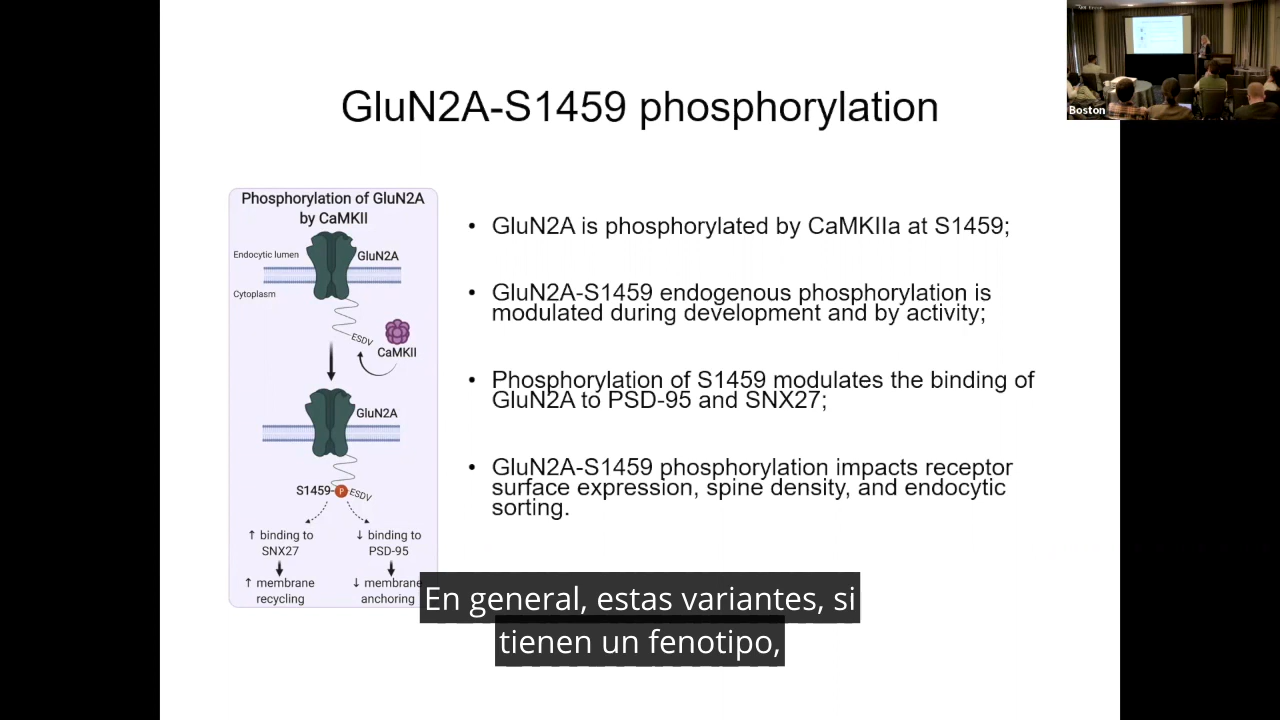 GluN2A-S1459 phosphorylation
Phosphorylation of GluN2A
by CaMKII
Endocytic lumen
GluN2A
Cytoplasm
ESDV
CaMKII
GluN2A
S1459-
P
ESDV
↑ binding to
SNX27
↓ binding to
PSD-95
↑ membrane
recycling
↓ membrane
anchoring
• GluN2A is phosphorylated by CaMKIIa at S1459;
• GluN2A-S1459 endogenous phosphorylation is
modulated during development and by activity;
• Phosphorylation of S1459 modulates the binding of
GluN2A to PSD-95 and SNX27;
• GluN2A-S1459 phosphorylation impacts receptor
surface expression, spine density, and endocytic
sorting.
En general, estas variantes, si
tienen un fenotipo,
Boston